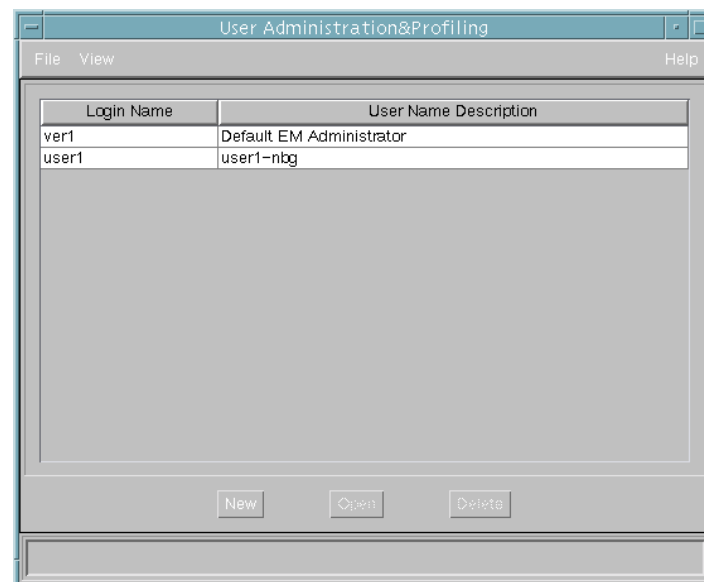 User Administration&Profiling
File View Help
Login Name User Name Description
ver1 Default EM Administrator
user1 user1-nbg
New Open Delete